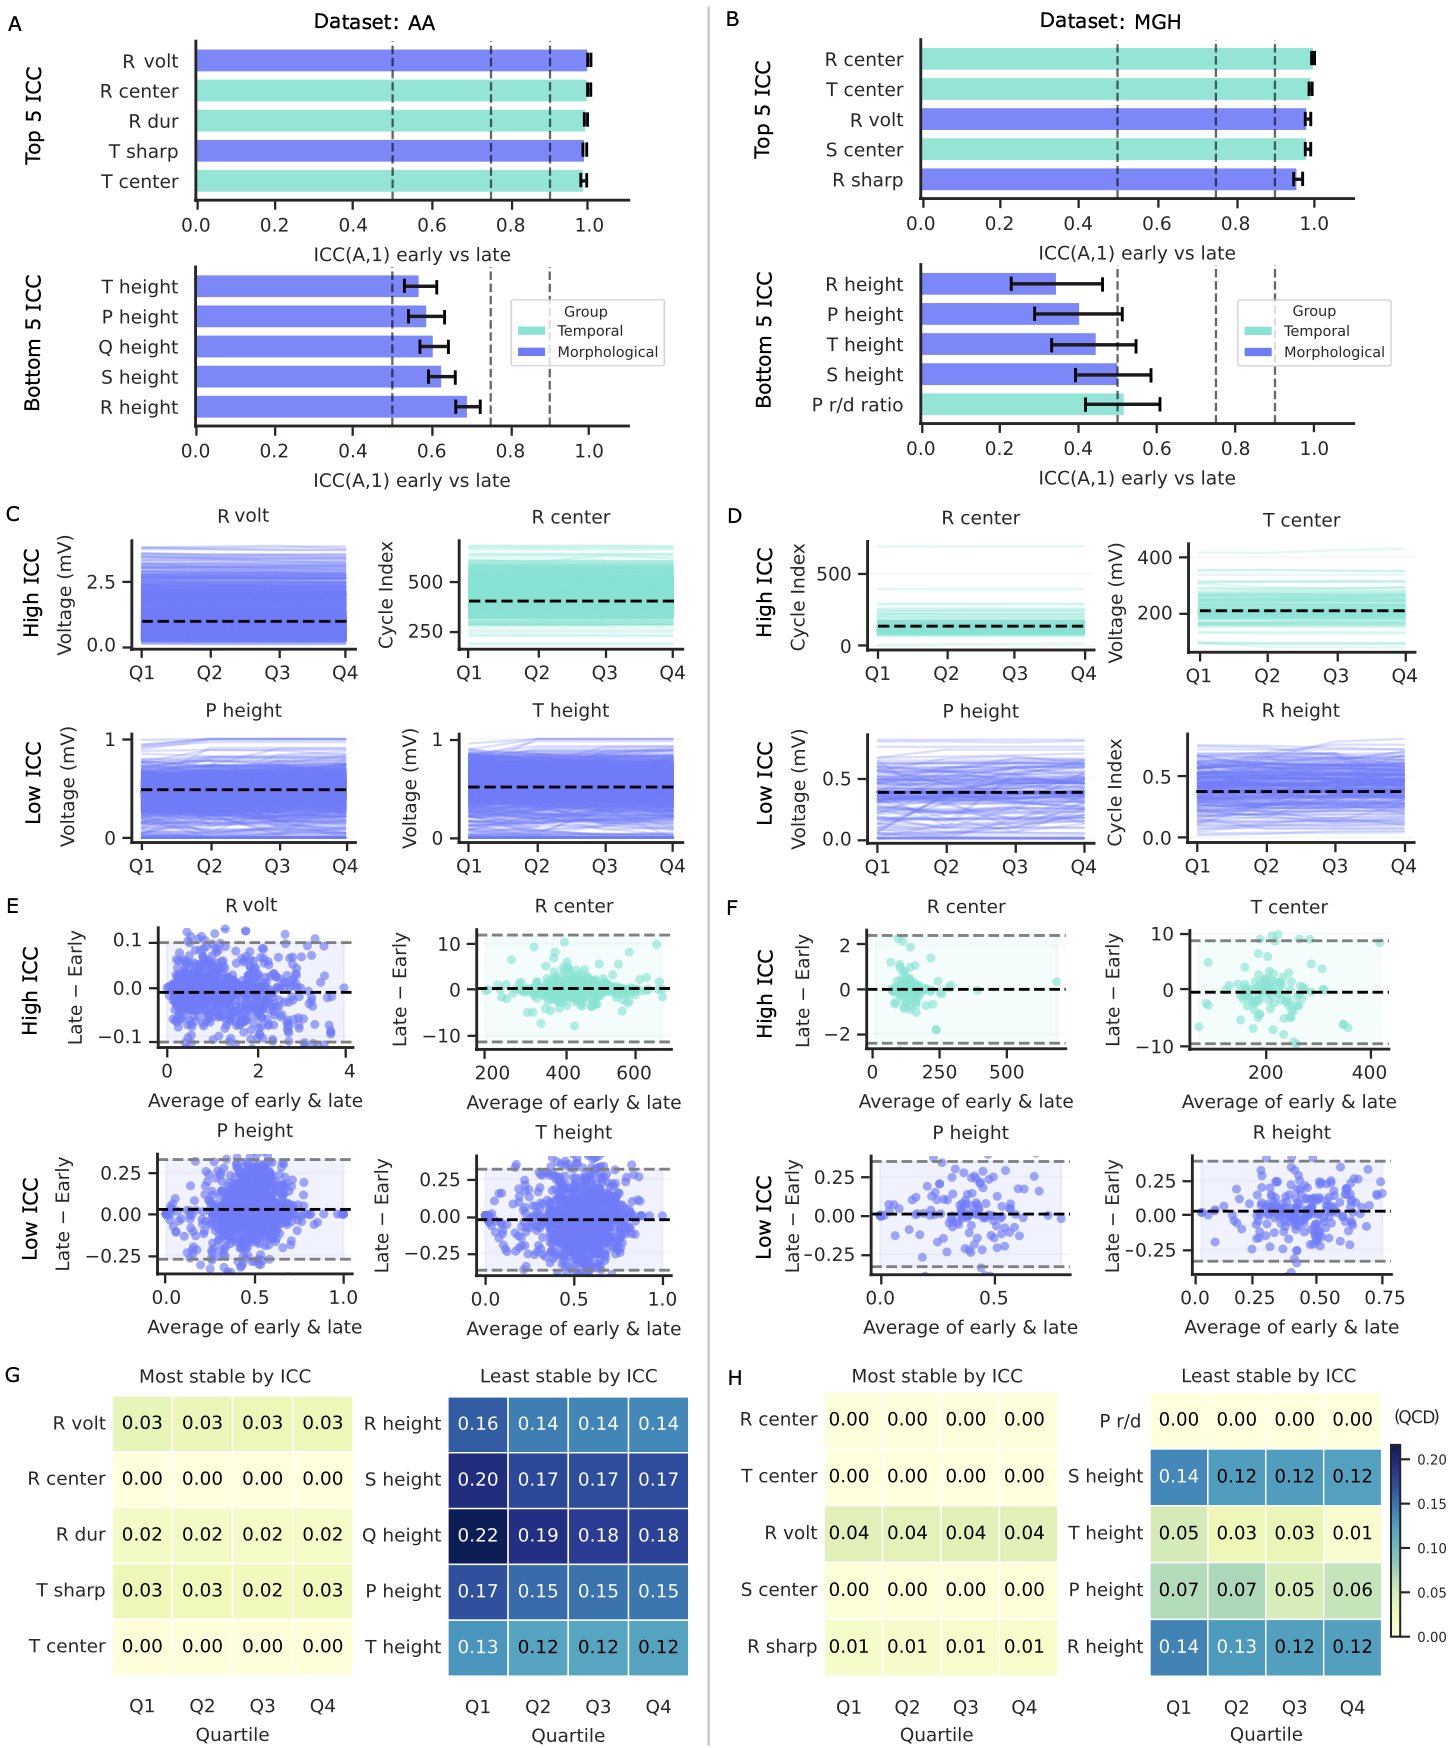 A
Dataset: AA
Top 5 ICC
R volt
R center
R dur
T sharp
T center
0.0 0.2 0.4 0.6 0.8 1.0
ICC(A,1) early vs late
Bottom 5 ICC
T height
P height
Q height
S height
R height
Group
Temporal
Morphological
0.0 0.2 0.4 0.6 0.8 1.0
ICC(A,1) early vs late
B
Dataset: MGH
Top 5 ICC
R center
T center
R volt
S center
R sharp
0.0 0.2 0.4 0.6 0.8 1.0
ICC(A,1) early vs late
Bottom 5 ICC
R height
P height
T height
S height
P r/d ratio
Group
Temporal
Morphological
0.0 0.2 0.4 0.6 0.8 1.0
ICC(A,1) early vs late
C
High ICC
R volt
Voltage (mV)
2.5
0.0
Q1 Q2 Q3 Q4
R center
Cycle Index
500
250
Q1 Q2 Q3 Q4
Low ICC
P height
Voltage (mV)
1
0
Q1 Q2 Q3 Q4
T height
Voltage (mV)
1
0
Q1 Q2 Q3 Q4
D
High ICC
R center
Cycle Index
500
0
Q1 Q2 Q3 Q4
T center
Voltage (mV)
400
200
Q1 Q2 Q3 Q4
Low ICC
P height
Voltage (mV)
0.5
0.0
Q1 Q2 Q3 Q4
R height
Cycle Index
0.5
0.0
Q1 Q2 Q3 Q4
E
High ICC
R volt
Late − Early
0.1
0.0
−0.1
0 2 4
Average of early & late
R center
Late − Early
10
0
−10
200 400 600
Average of early & late
Low ICC
P height
Late − Early
0.25
0.00
−0.25
0.0 0.5 1.0
Average of early & late
T height
Late − Early
0.25
0.00
−0.25
0.0 0.5 1.0
Average of early & late
F
High ICC
R center
Late − Early
2
0
−2
0 250 500
Average of early & late
T center
Late − Early
10
0
−10
200 400
Average of early & late
Low ICC
P height
Late − Early
0.25
0.00
−0.25
0.0 0.5
Average of early & late
R height
Late − Early
0.25
0.00
−0.25
0.0 0.25 0.50 0.75
Average of early & late
G
Most stable by ICC
R volt 0.03 0.03 0.03 0.03
R center 0.00 0.00 0.00 0.00
R dur 0.02 0.02 0.02 0.02
T sharp 0.03 0.03 0.02 0.03
T center 0.00 0.00 0.00 0.00
Q1 Q2 Q3 Q4
Quartile
Least stable by ICC
R height 0.16 0.14 0.14 0.14
S height 0.20 0.17 0.17 0.17
Q height 0.22 0.19 0.18 0.18
P height 0.17 0.15 0.15 0.15
T height 0.13 0.12 0.12 0.12
Q1 Q2 Q3 Q4
Quartile
H
Most stable by ICC
R center 0.00 0.00 0.00 0.00
T center 0.00 0.00 0.00 0.00
R volt 0.04 0.04 0.04 0.04
S center 0.00 0.00 0.00 0.00
R sharp 0.01 0.01 0.01 0.01
Q1 Q2 Q3 Q4
Quartile
Least stable by ICC
P r/d 0.00 0.00 0.00 0.00
S height 0.14 0.12 0.12 0.12
T height 0.05 0.03 0.03 0.01
P height 0.07 0.07 0.05 0.06
R height 0.14 0.13 0.12 0.12
Q1 Q2 Q3 Q4
Quartile
(QCD)
0.20
0.15
0.10
0.05
0.00